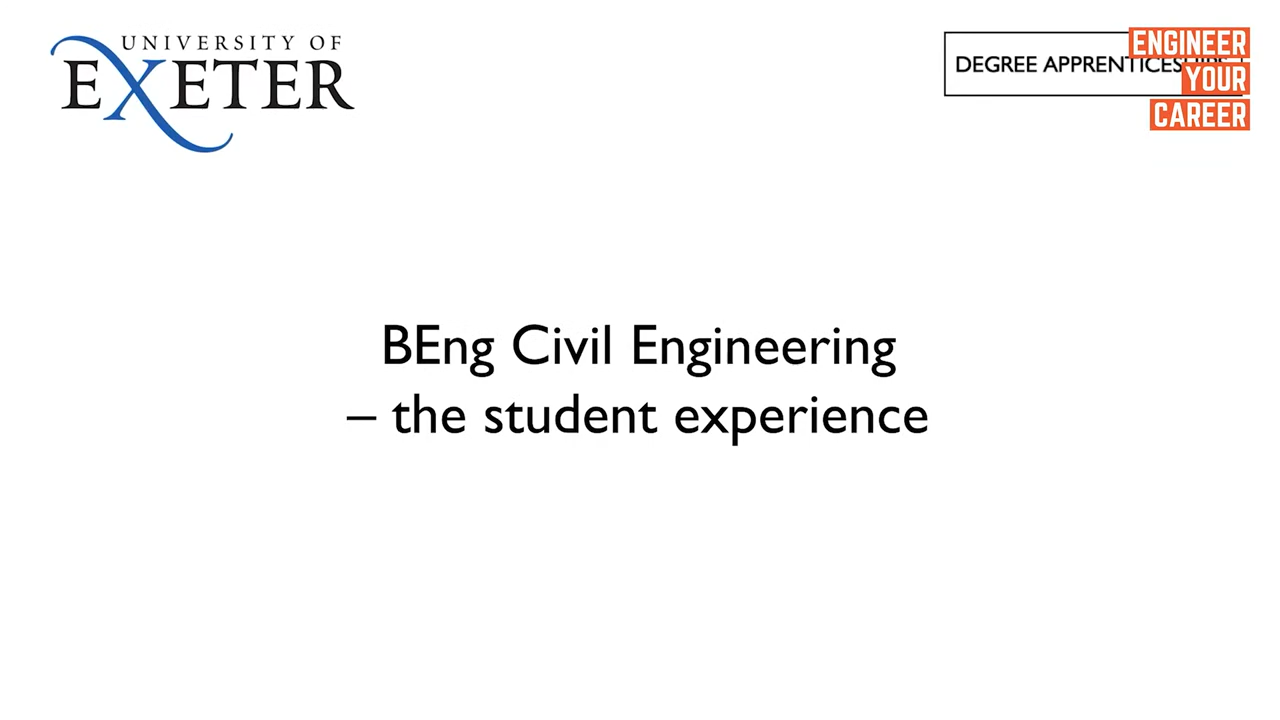 UNIVERSITY OF
EXETER
DEGREE APPRENTICES
ENGINEER
YOUR
CAREER
BEng Civil Engineering
– the student experience